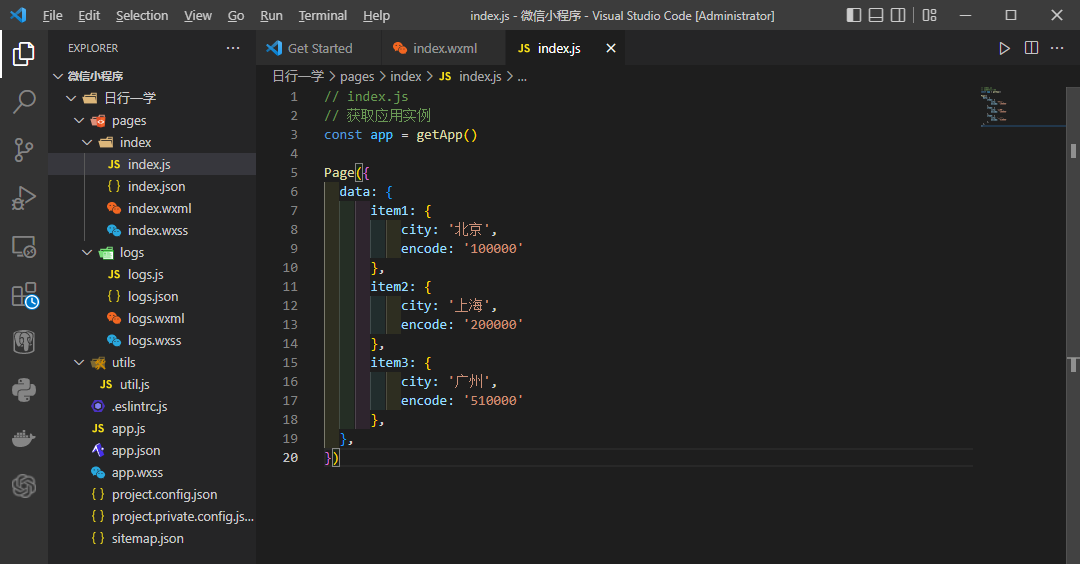 File Edit Selection View Go Run Terminal Help index.js - 微信小程序 - Visual Studio Code [Administrator]
EXPLORER
微信小程序
日行一学
pages
index
JS index.js
{} index.json
index.wxml
index.wxss
logs
JS logs.js
{} logs.json
logs.wxml
logs.wxss
utils
JS util.js
.eslintrc.js
JS app.js
app.json
app.wxss
{} project.config.json
{} project.private.config.js...
{} sitemap.json
Get Started index.wxml JS index.js
日行一学 > pages > index > JS index.js > ...
1 // index.js
2 // 获取应用实例
3 const app = getApp()
4
5 Page({
6 data: {
7 item1: {
8 city: '北京',
9 encode: '100000'
10 },
11 item2: {
12 city: '上海',
13 encode: '200000'
14 },
15 item3: {
16 city: '广州',
17 encode: '510000'
18 },
19 },
20 })